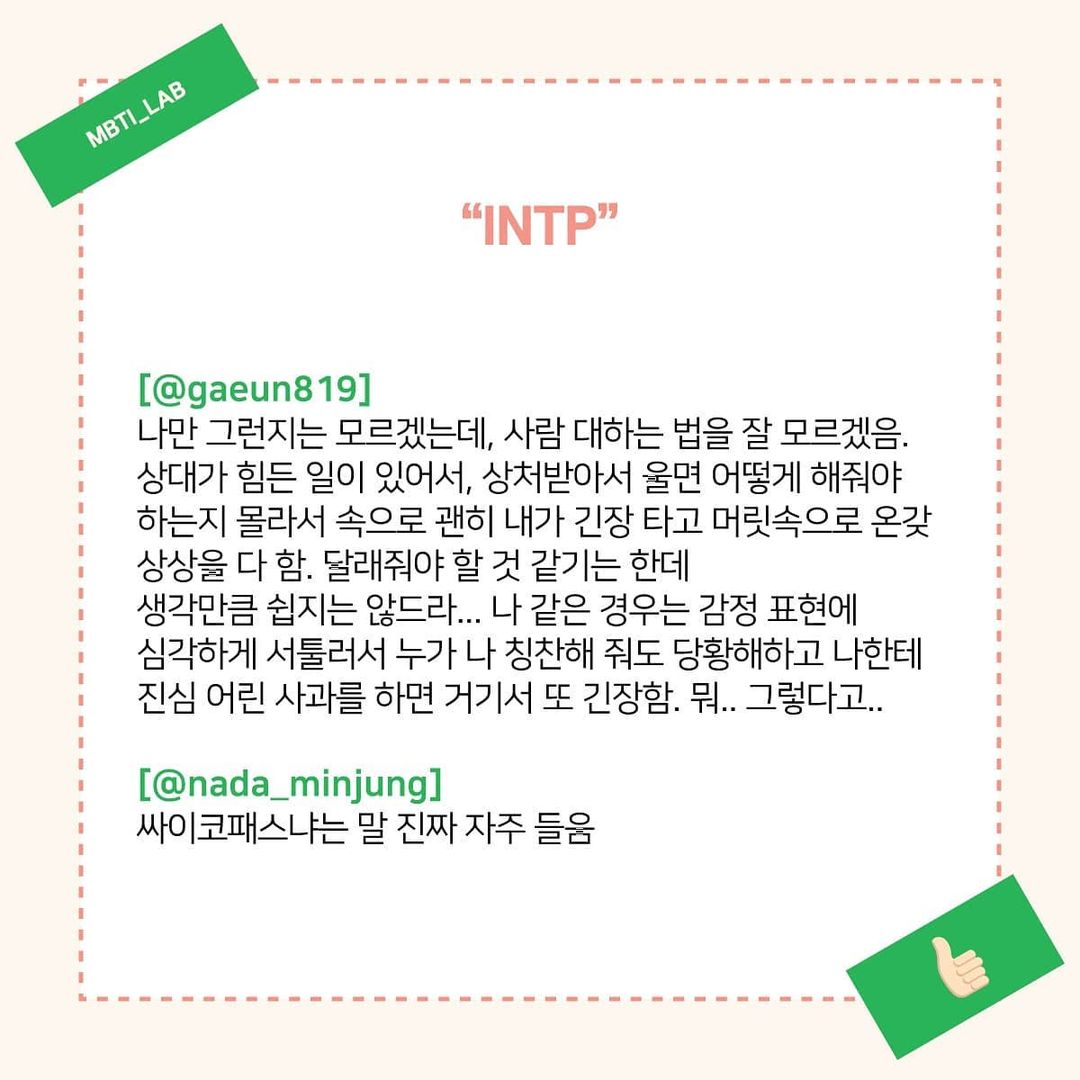 MBTI_LAB
“INTP”
[@gaeun819]
나만 그런지는 모르겠는데, 사람 대하는 법을 잘 모르겠음.
상대가 힘든 일이 있어서, 상처받아서 울면 어떻게 해줘야
하는지 몰라서 속으로 괜히 내가 긴장 타고 머릿속으로 온갖
상상을 다 함. 달래줘야 할 것 같기는 한데
생각만큼 쉽지는 않드라... 나 같은 경우는 감정 표현에
심각하게 서툴러서 누가 나 칭찬해 줘도 당황해하고 나한테
진심 어린 사과를 하면 거기서 또 긴장함. 뭐.. 그렇다고..
[@nada_minjung]
싸이코패스냐는 말 진짜 자주 들음